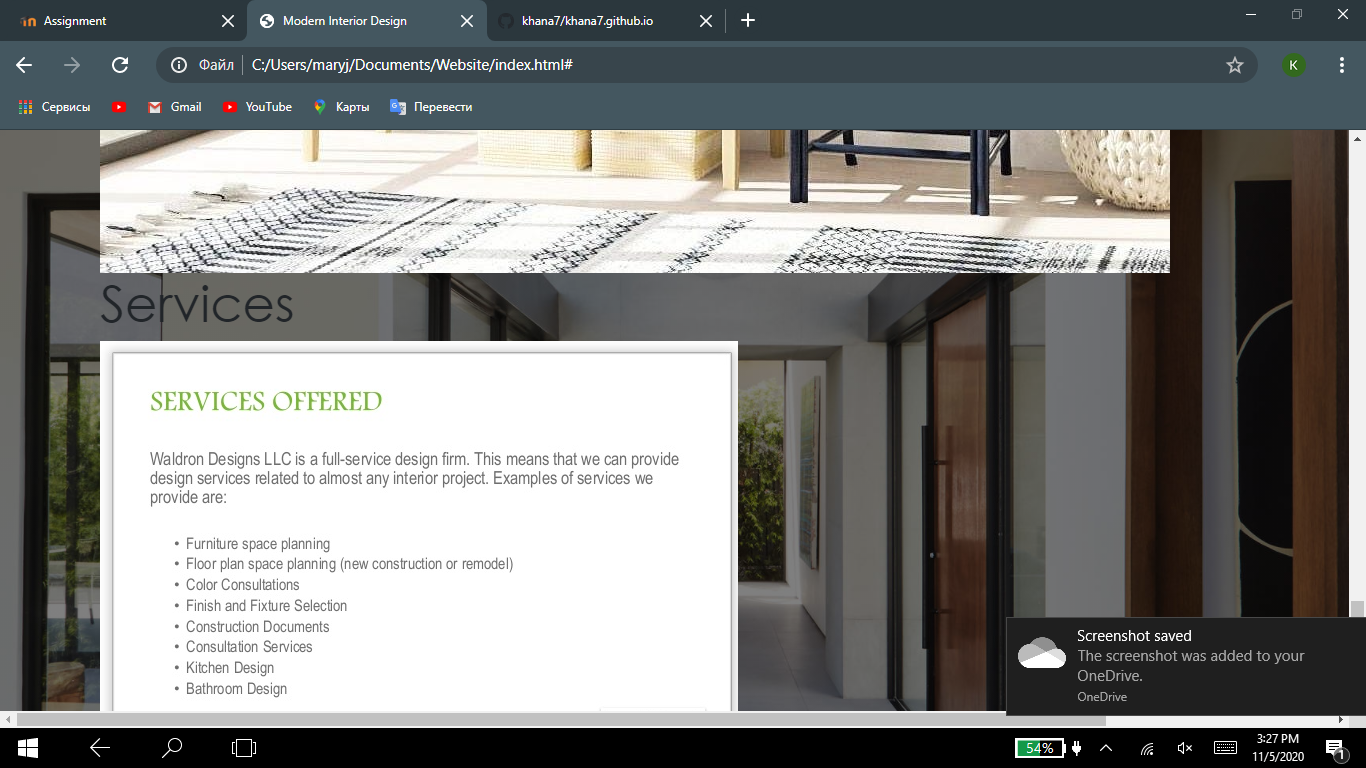 Assignment
Modern Interior Design
khana7/khana7.github.io
Файл
C:/Users/maryj/Documents/Website/index.html#
K
Сервисы
Gmail
YouTube
Карты
Перевести
Services
SERVICES OFFERED
Waldron Designs LLC is a full-service design firm. This means that we can provide
design services related to almost any interior project. Examples of services we
provide are:
• Furniture space planning
• Floor plan space planning (new construction or remodel)
• Color Consultations
• Finish and Fixture Selection
• Construction Documents
• Consultation Services
• Kitchen Design
• Bathroom Design
Screenshot saved
The screenshot was added to your
OneDrive.
OneDrive
54%
3:27 PM
11/5/2020
1